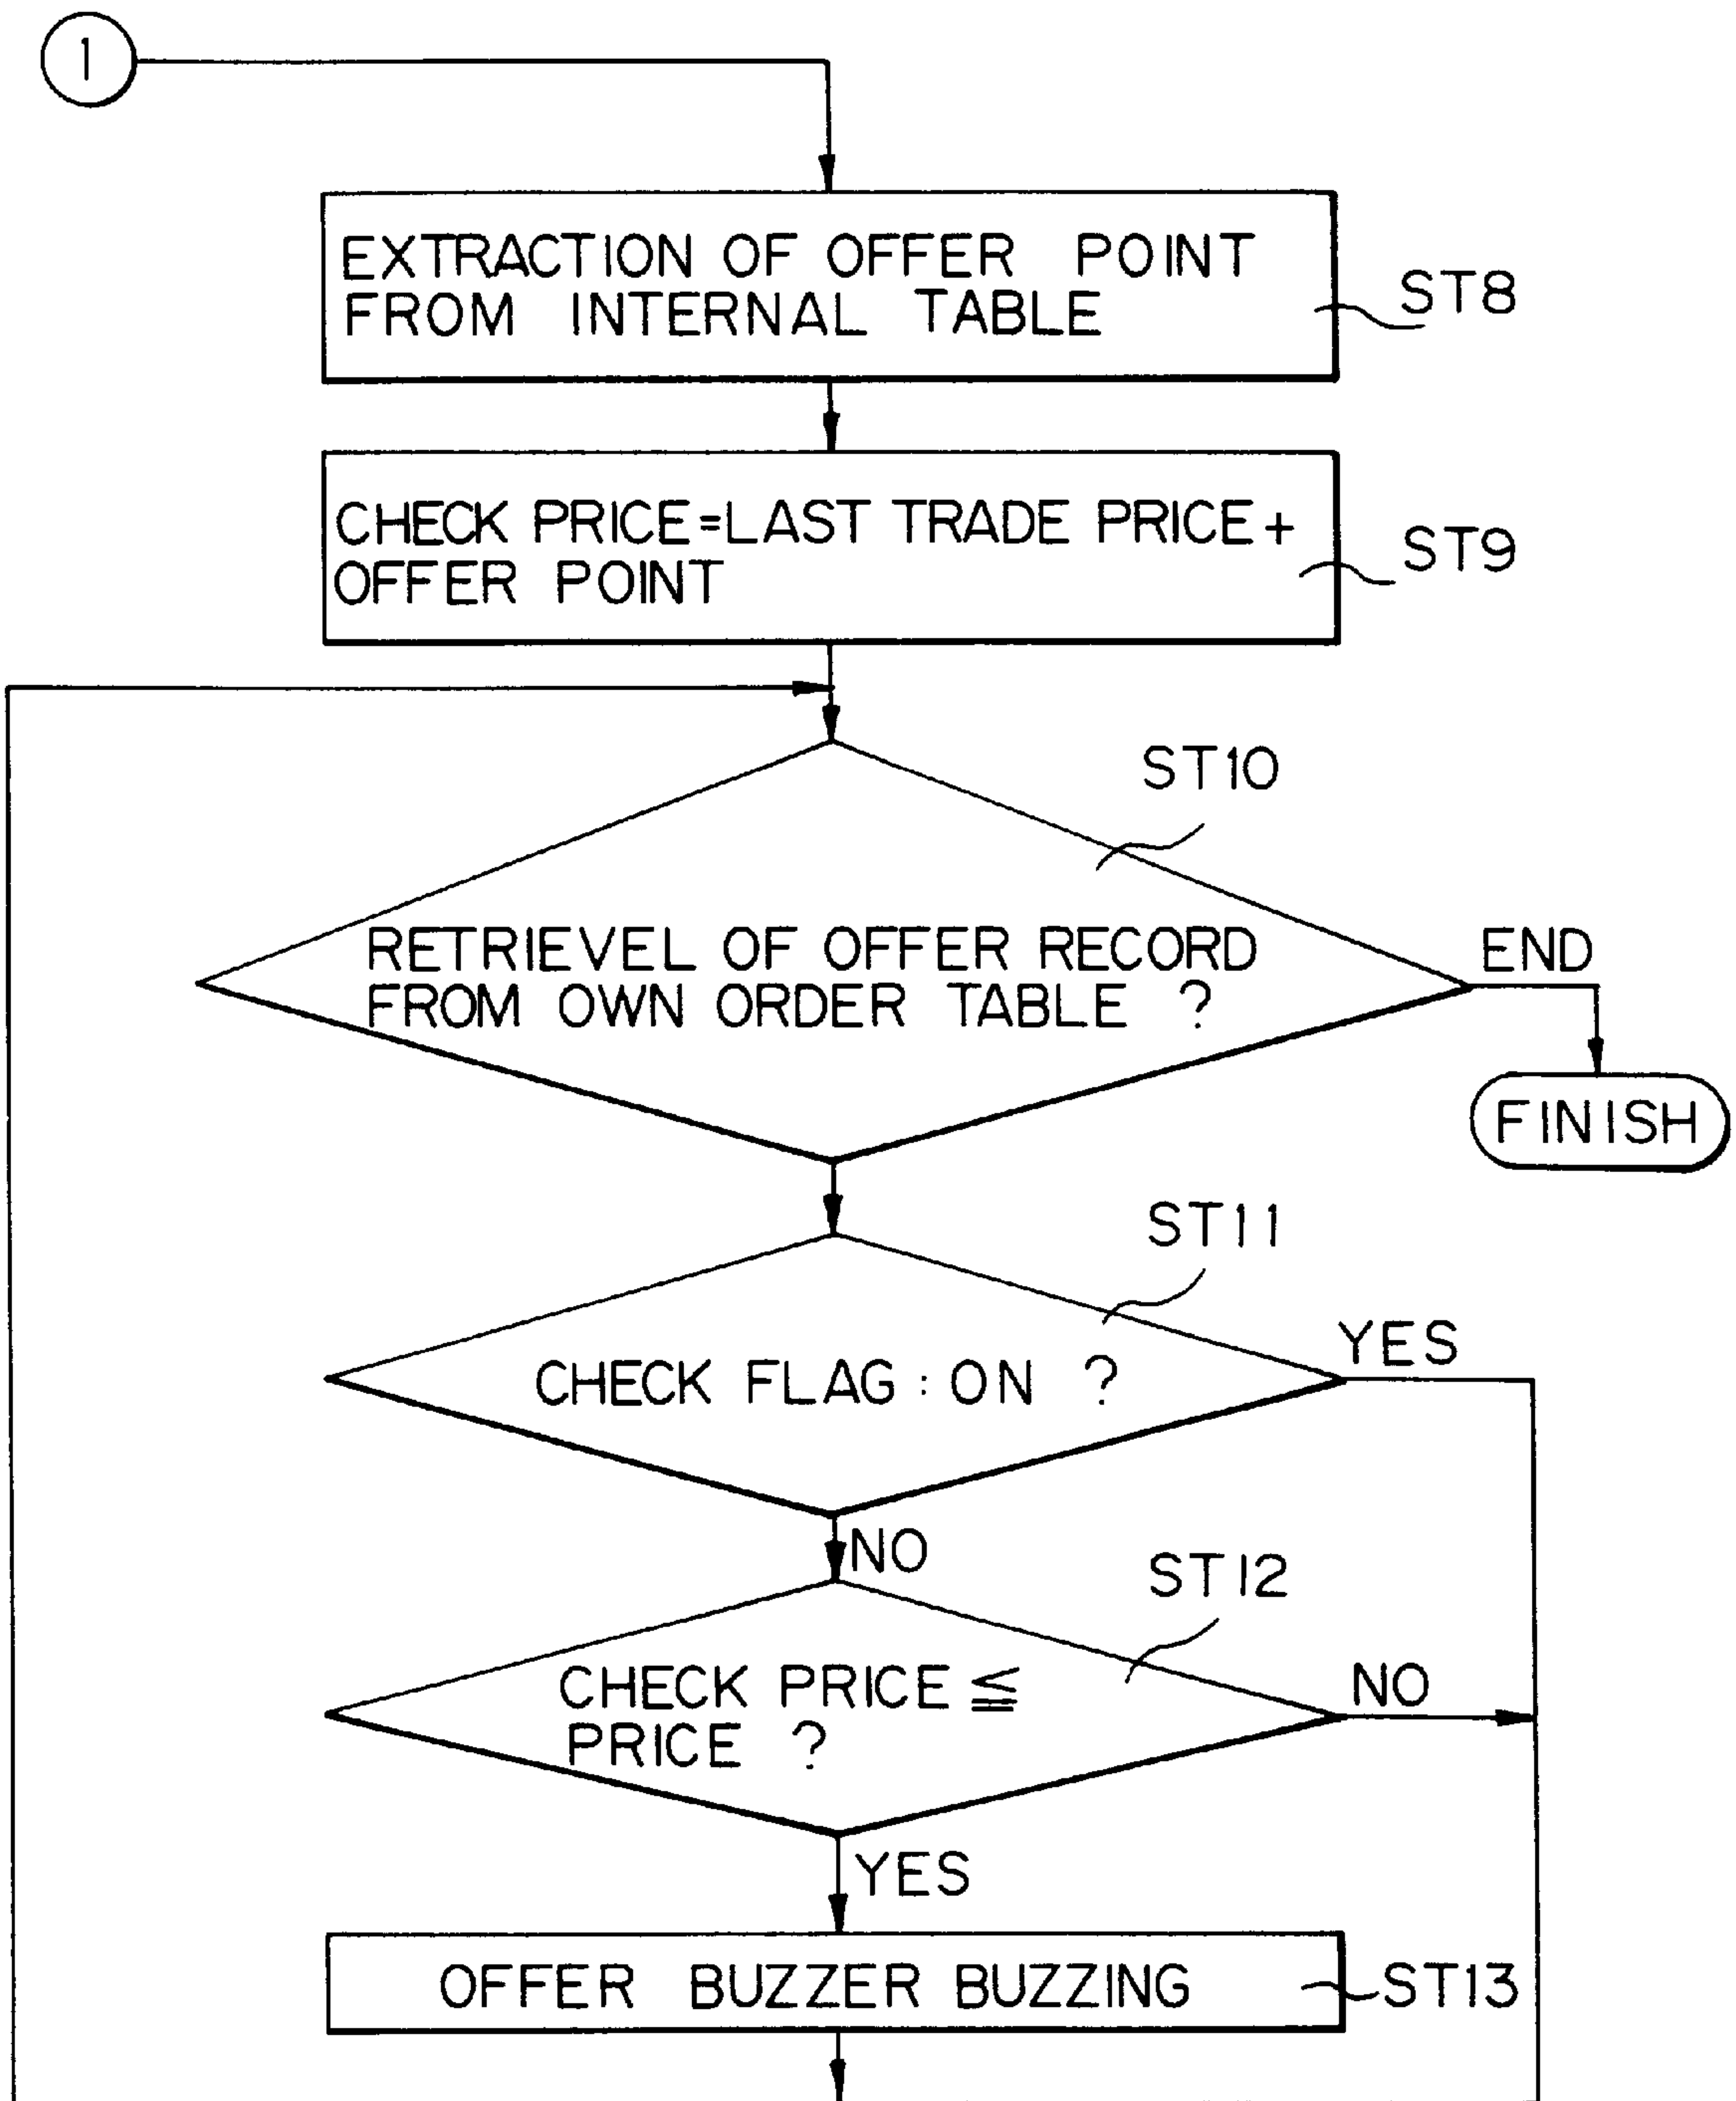 1
EXTRACTION OF OFFER POINT
FROM INTERNAL TABLE
ST8
CHECK PRICE=LAST TRADE PRICE+
OFFER POINT
ST9
ST10
RETRIEVEL OF OFFER RECORD
FROM OWN ORDER TABLE ?
END
FINISH
ST11
CHECK FLAG : ON ?
YES
NO
ST12
CHECK PRICE ≦
PRICE ?
NO
YES
OFFER BUZZER BUZZING
ST13